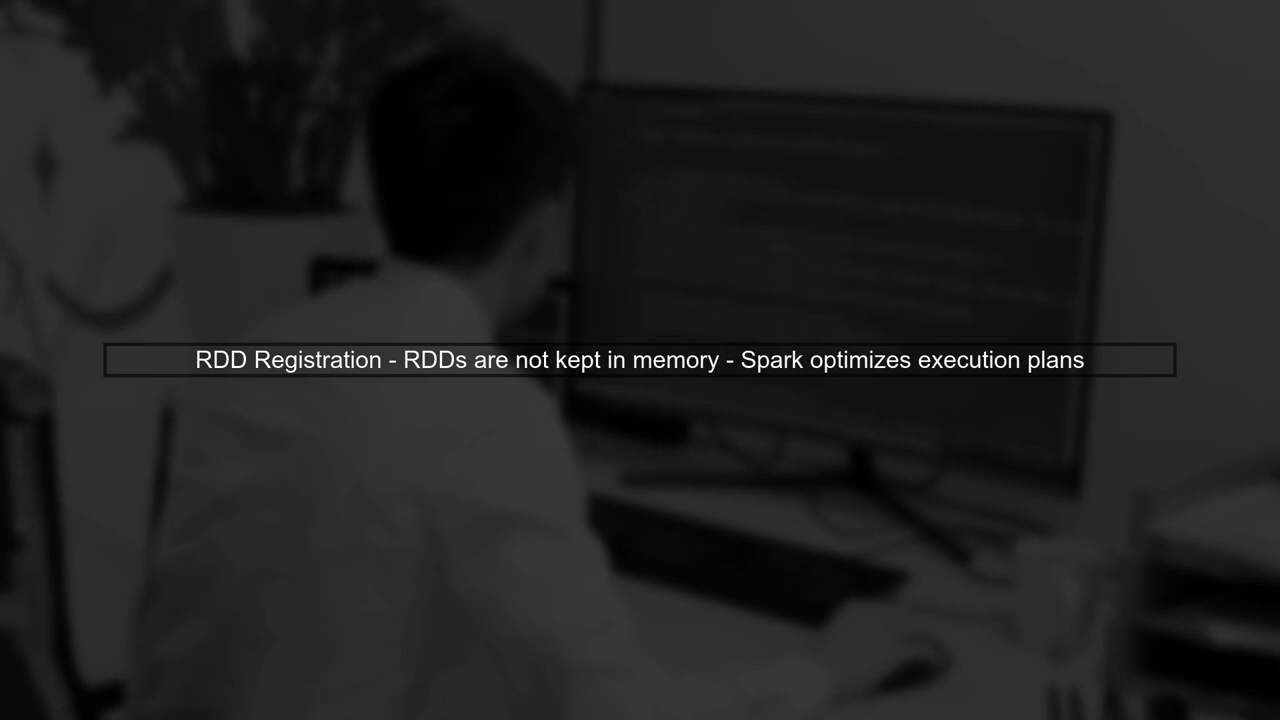 RDD Registration - RDDs are not kept in memory - Spark optimizes execution plans